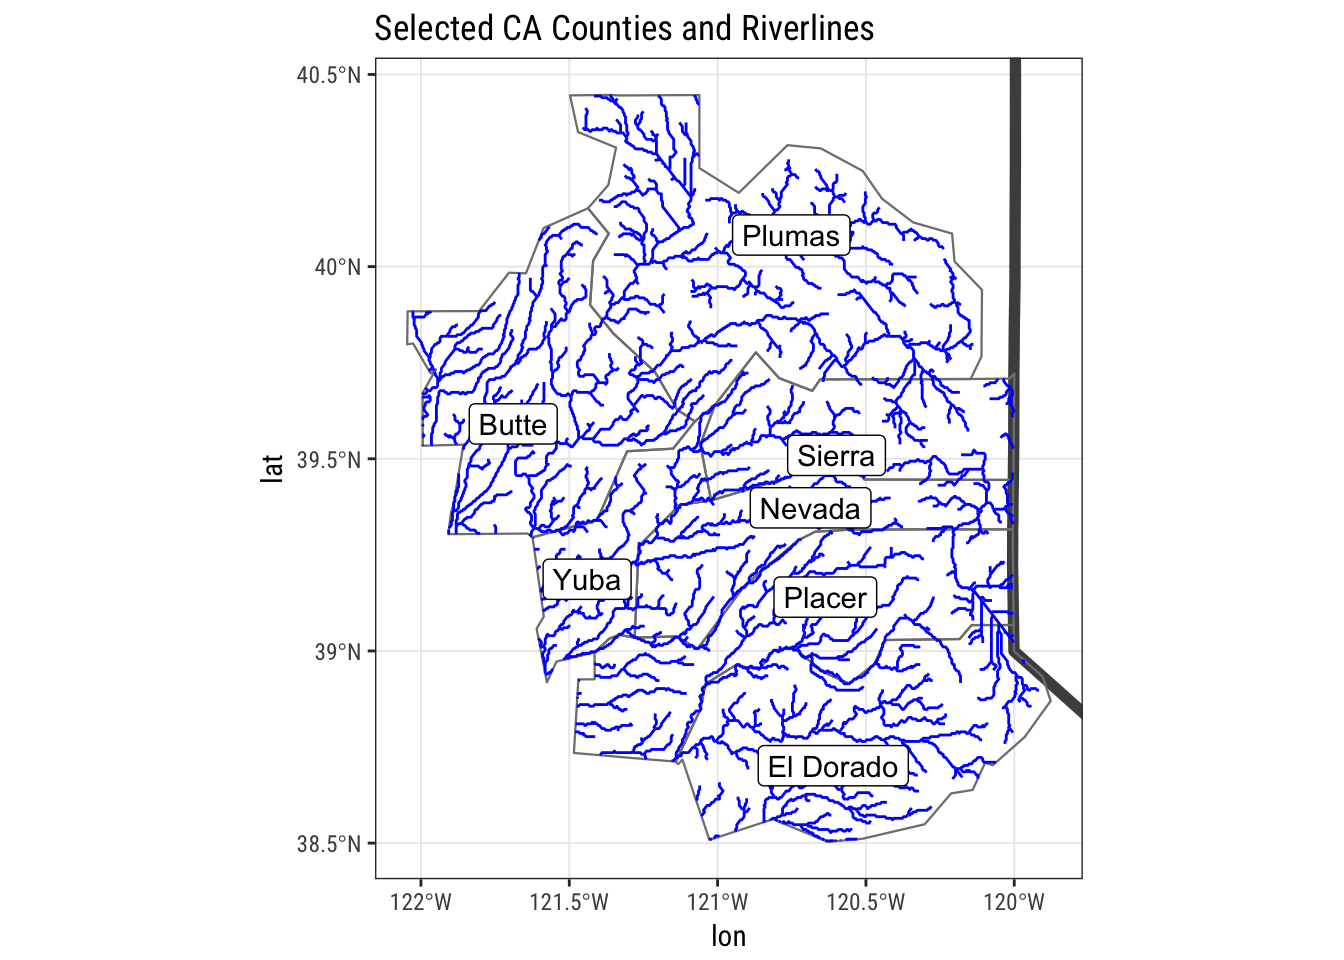 Selected CA Counties and Riverlines
40.5°N
40°N
39.5°N
39°N
38.5°N
lat
Plumas
Butte
Sierra
Nevada
Yuba
Placer
El Dorado
122°W
121.5°W
121°W
120.5°W
120°W
lon